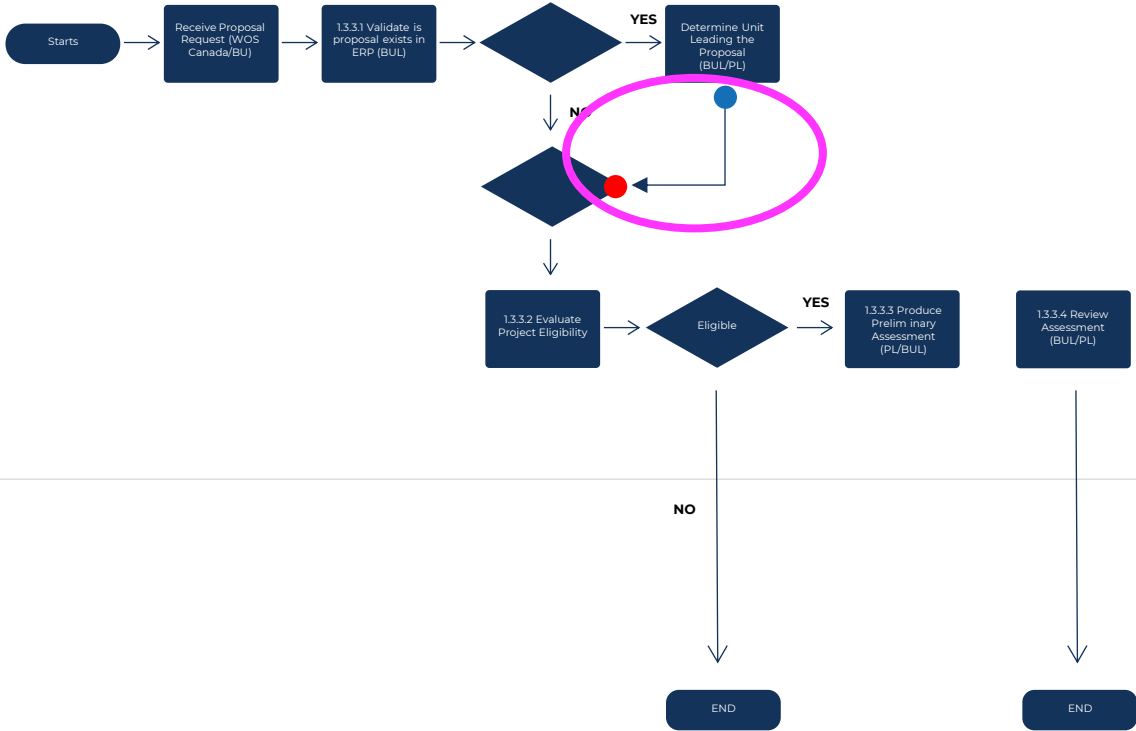 Starts
Receive Proposal
Request (WOS
Canada/BU)
1.3.3.1 Validate is
proposal exists in
ERP (BUL)
YES
Determine Unit
Leading the
Proposal
(BUL/PL)
NO
1.3.3.2 Evaluate
Project Eligibility
Eligible
YES
1.3.3.3 Produce
Prelim inary
Assessment
(PL/BUL)
1.3.3.4 Review
Assessment
(BUL/PL)
NO
END
END